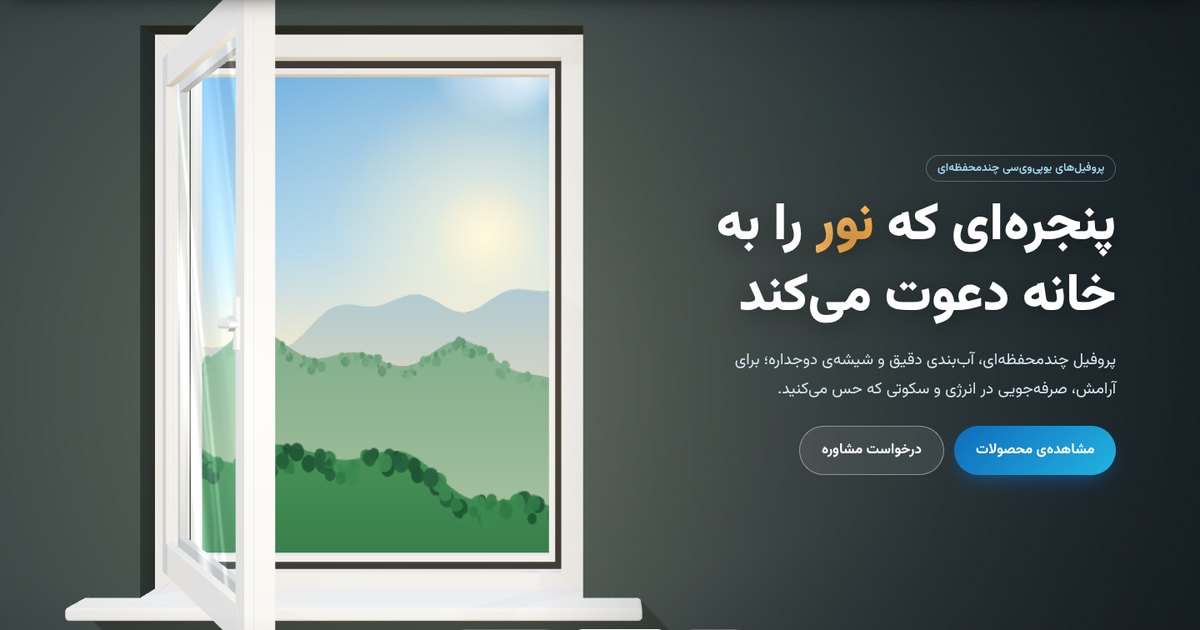 پروفیل‌های یوپی‌وی‌سی چندمحفظه‌ای
پنجره‌ای که نور را به
خانه دعوت می‌کند
پروفیل چندمحفظه‌ای، آب‌بندی دقیق و شیشه‌ی دوجداره؛ برای
آرامش، صرفه‌جویی در انرژی و سکوتی که حس می‌کنید.
مشاهده‌ی محصولات
درخواست مشاوره